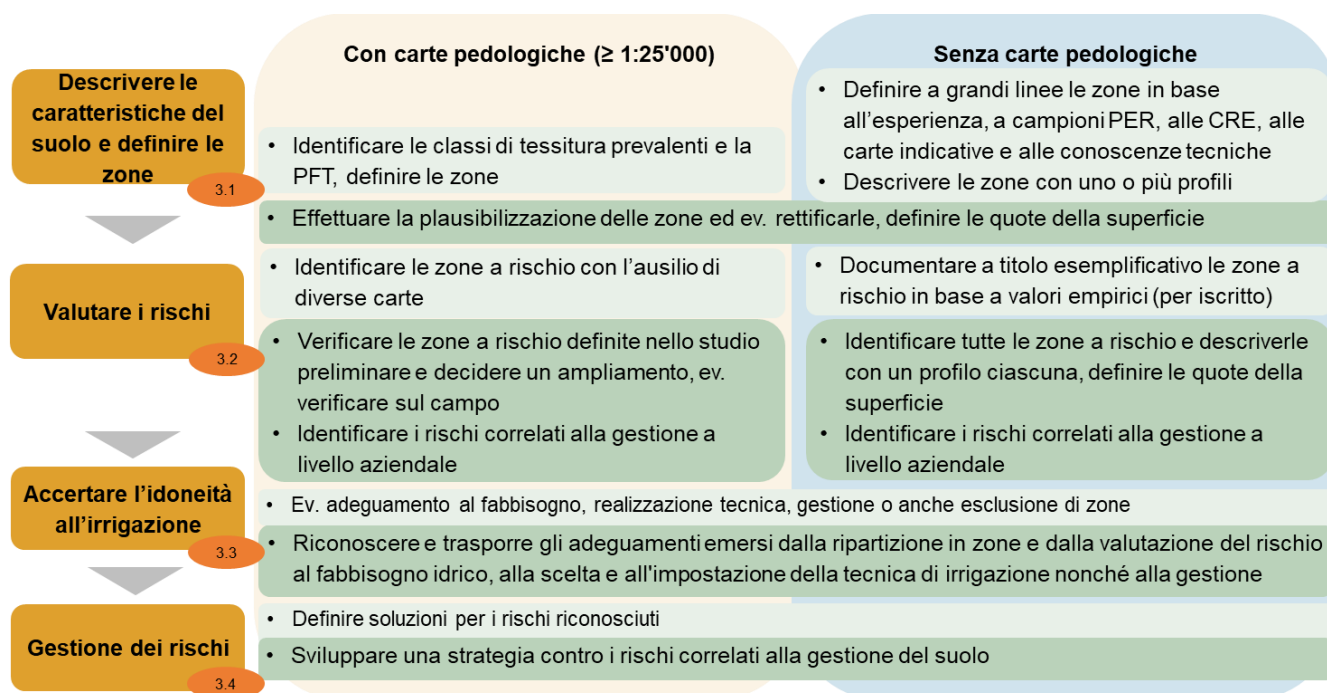 Con carte pedologiche (≥ 1:25'000)
Senza carte pedologiche
Descrivere le
caratteristiche del
suolo e definire le
zone
3.1
• Identificare le classi di tessitura prevalenti e la
PFT, definire le zone
• Definire a grandi linee le zone in base
all’esperienza, a campioni PER, alle CRE, alle
carte indicative e alle conoscenze tecniche
• Descrivere le zone con uno o più profili
• Effettuare la plausibilizzazione delle zone ed ev. rettificarle, definire le quote della superficie
Valutare i rischi
3.2
• Identificare le zone a rischio con l’ausilio di
diverse carte
• Documentare a titolo esemplificativo le zone a
rischio in base a valori empirici (per iscritto)
• Verificare le zone a rischio definite nello studio
preliminare e decidere un ampliamento, ev.
verificare sul campo
• Identificare i rischi correlati alla gestione a
livello aziendale
• Identificare tutte le zone a rischio e descriverle
con un profilo ciascuna, definire le quote della
superficie
• Identificare i rischi correlati alla gestione a
livello aziendale
Accertare l’idoneità
all’irrigazione
3.3
• Ev. adeguamento al fabbisogno, realizzazione tecnica, gestione o anche esclusione di zone
• Riconoscere e trasporre gli adeguamenti emersi dalla ripartizione in zone e dalla valutazione del rischio
al fabbisogno idrico, alla scelta e all'impostazione della tecnica di irrigazione nonché alla gestione
Gestione dei rischi
3.4
• Definire soluzioni per i rischi riconosciuti
• Sviluppare una strategia contro i rischi correlati alla gestione del suolo